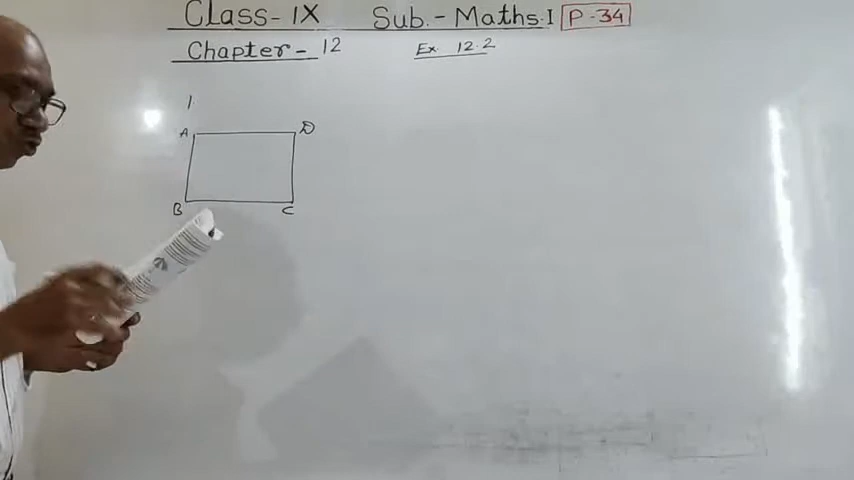 Class - IX Sub. - Maths. I P - 34
Chapter - 12 Ex. 12.2
1.
A D
B C